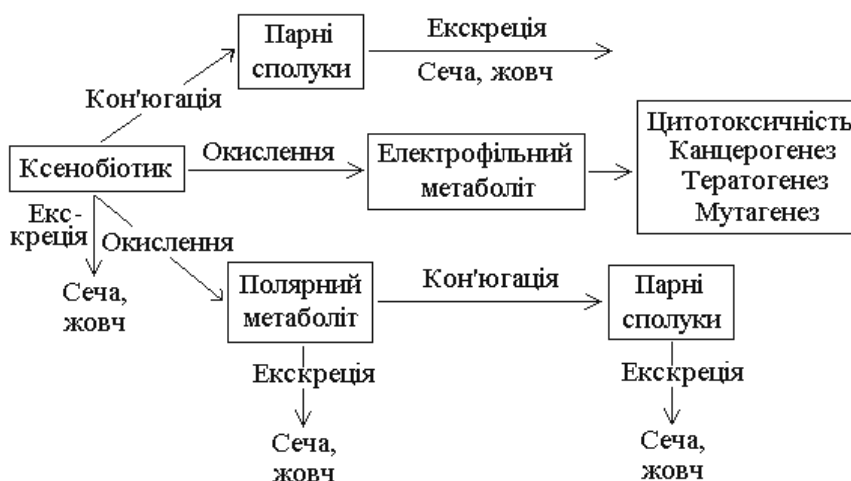 Парні
сполуки
Екскреція
Сеча, жовч
Кон'югація
Ксенобіотик
Окислення
Електрофільний
метаболіт
Цитотоксичність
Канцерогенез
Тератогенез
Мутагенез
Екс-
креція
Окислення
Сеча,
жовч
Полярний
метаболіт
Кон'югація
Парні
сполуки
Екскреція
Екскреція
Сеча,
жовч
Сеча,
жовч